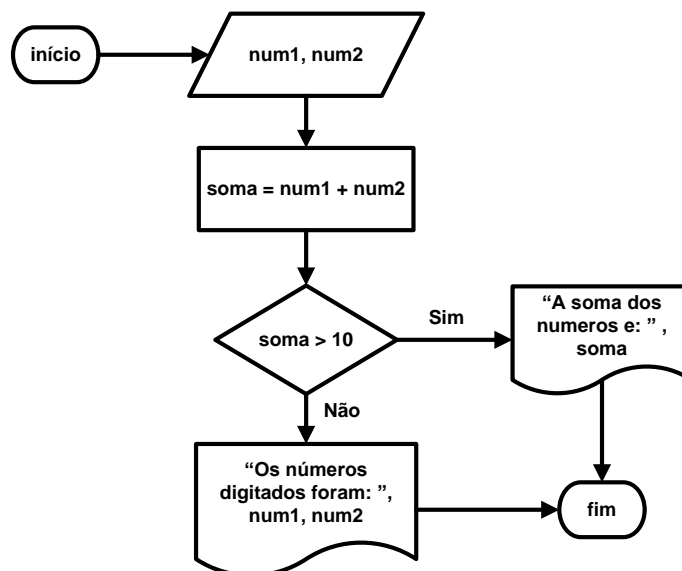 início
num1, num2
soma = num1 + num2
soma > 10
Sim
“A soma dos
numeros e: ” ,
soma
Não
“Os números
digitados foram: ”,
num1, num2
fim